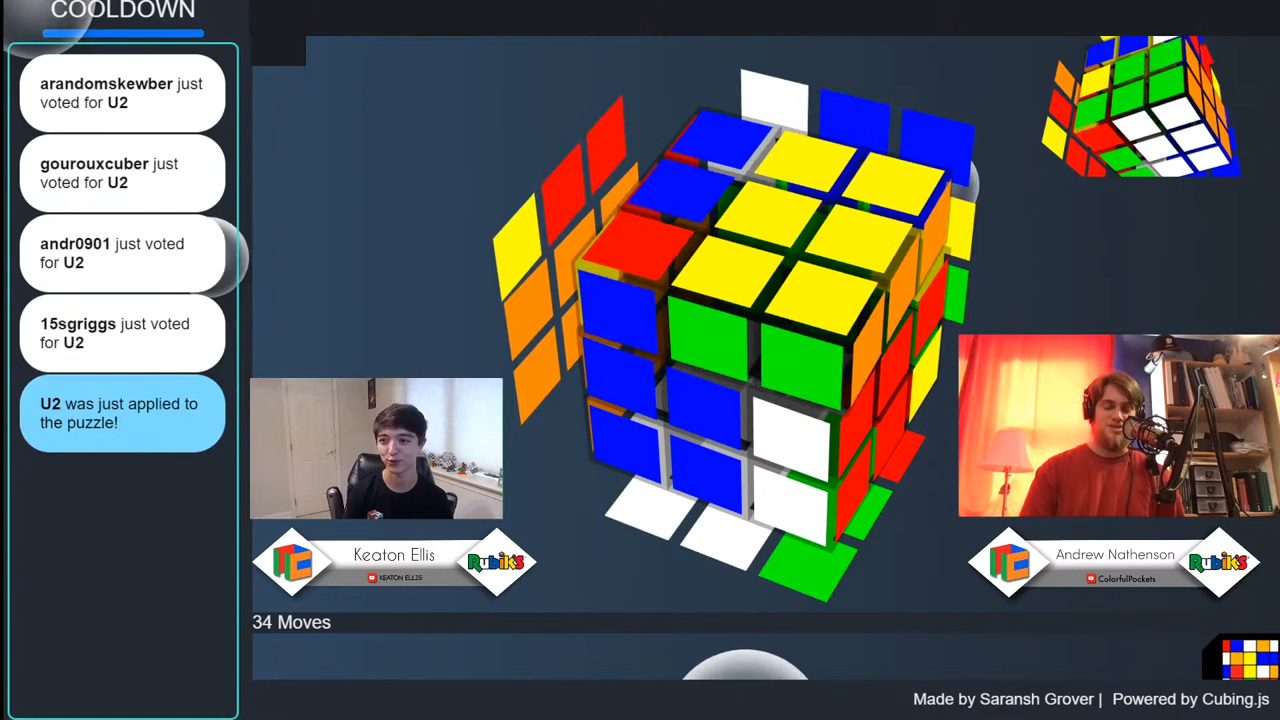 COOLDOWN
arandomskewber just
voted for U2
gourouxcuber just
voted for U2
andr0901 just voted
for U2
15sgriggs just voted
for U2
U2 was just applied to
the puzzle!
Keaton Ellis
KEATON ELLIS
RUBIK'S
Andrew Nathenson
ColorfulPockets
RUBIK'S
34 Moves
Made by Saransh Grover | Powered by Cubing.js